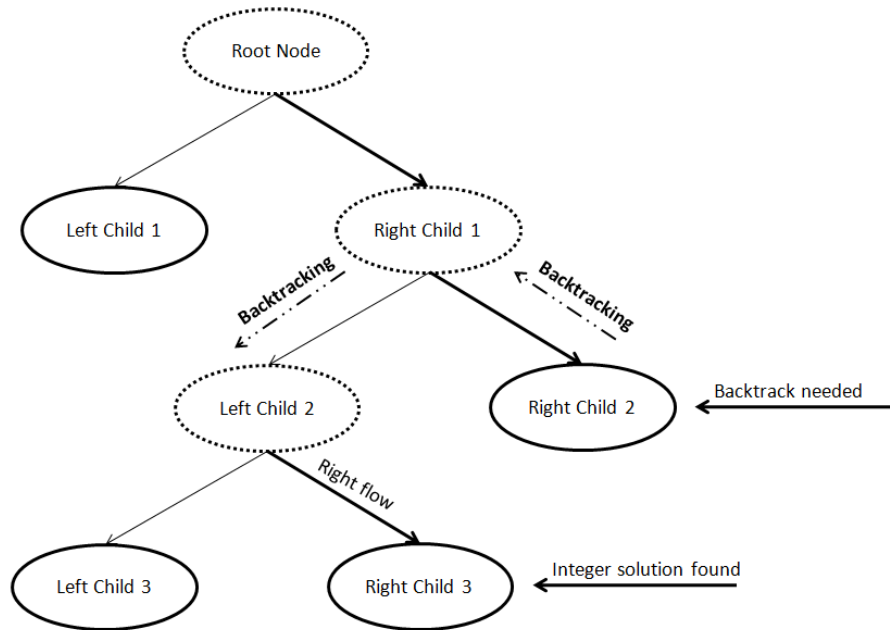 Root Node
Left Child 1
Right Child 1
Backtracking
Backtracking
Left Child 2
Right Child 2
Backtrack needed
Right flow
Left Child 3
Right Child 3
Integer solution found